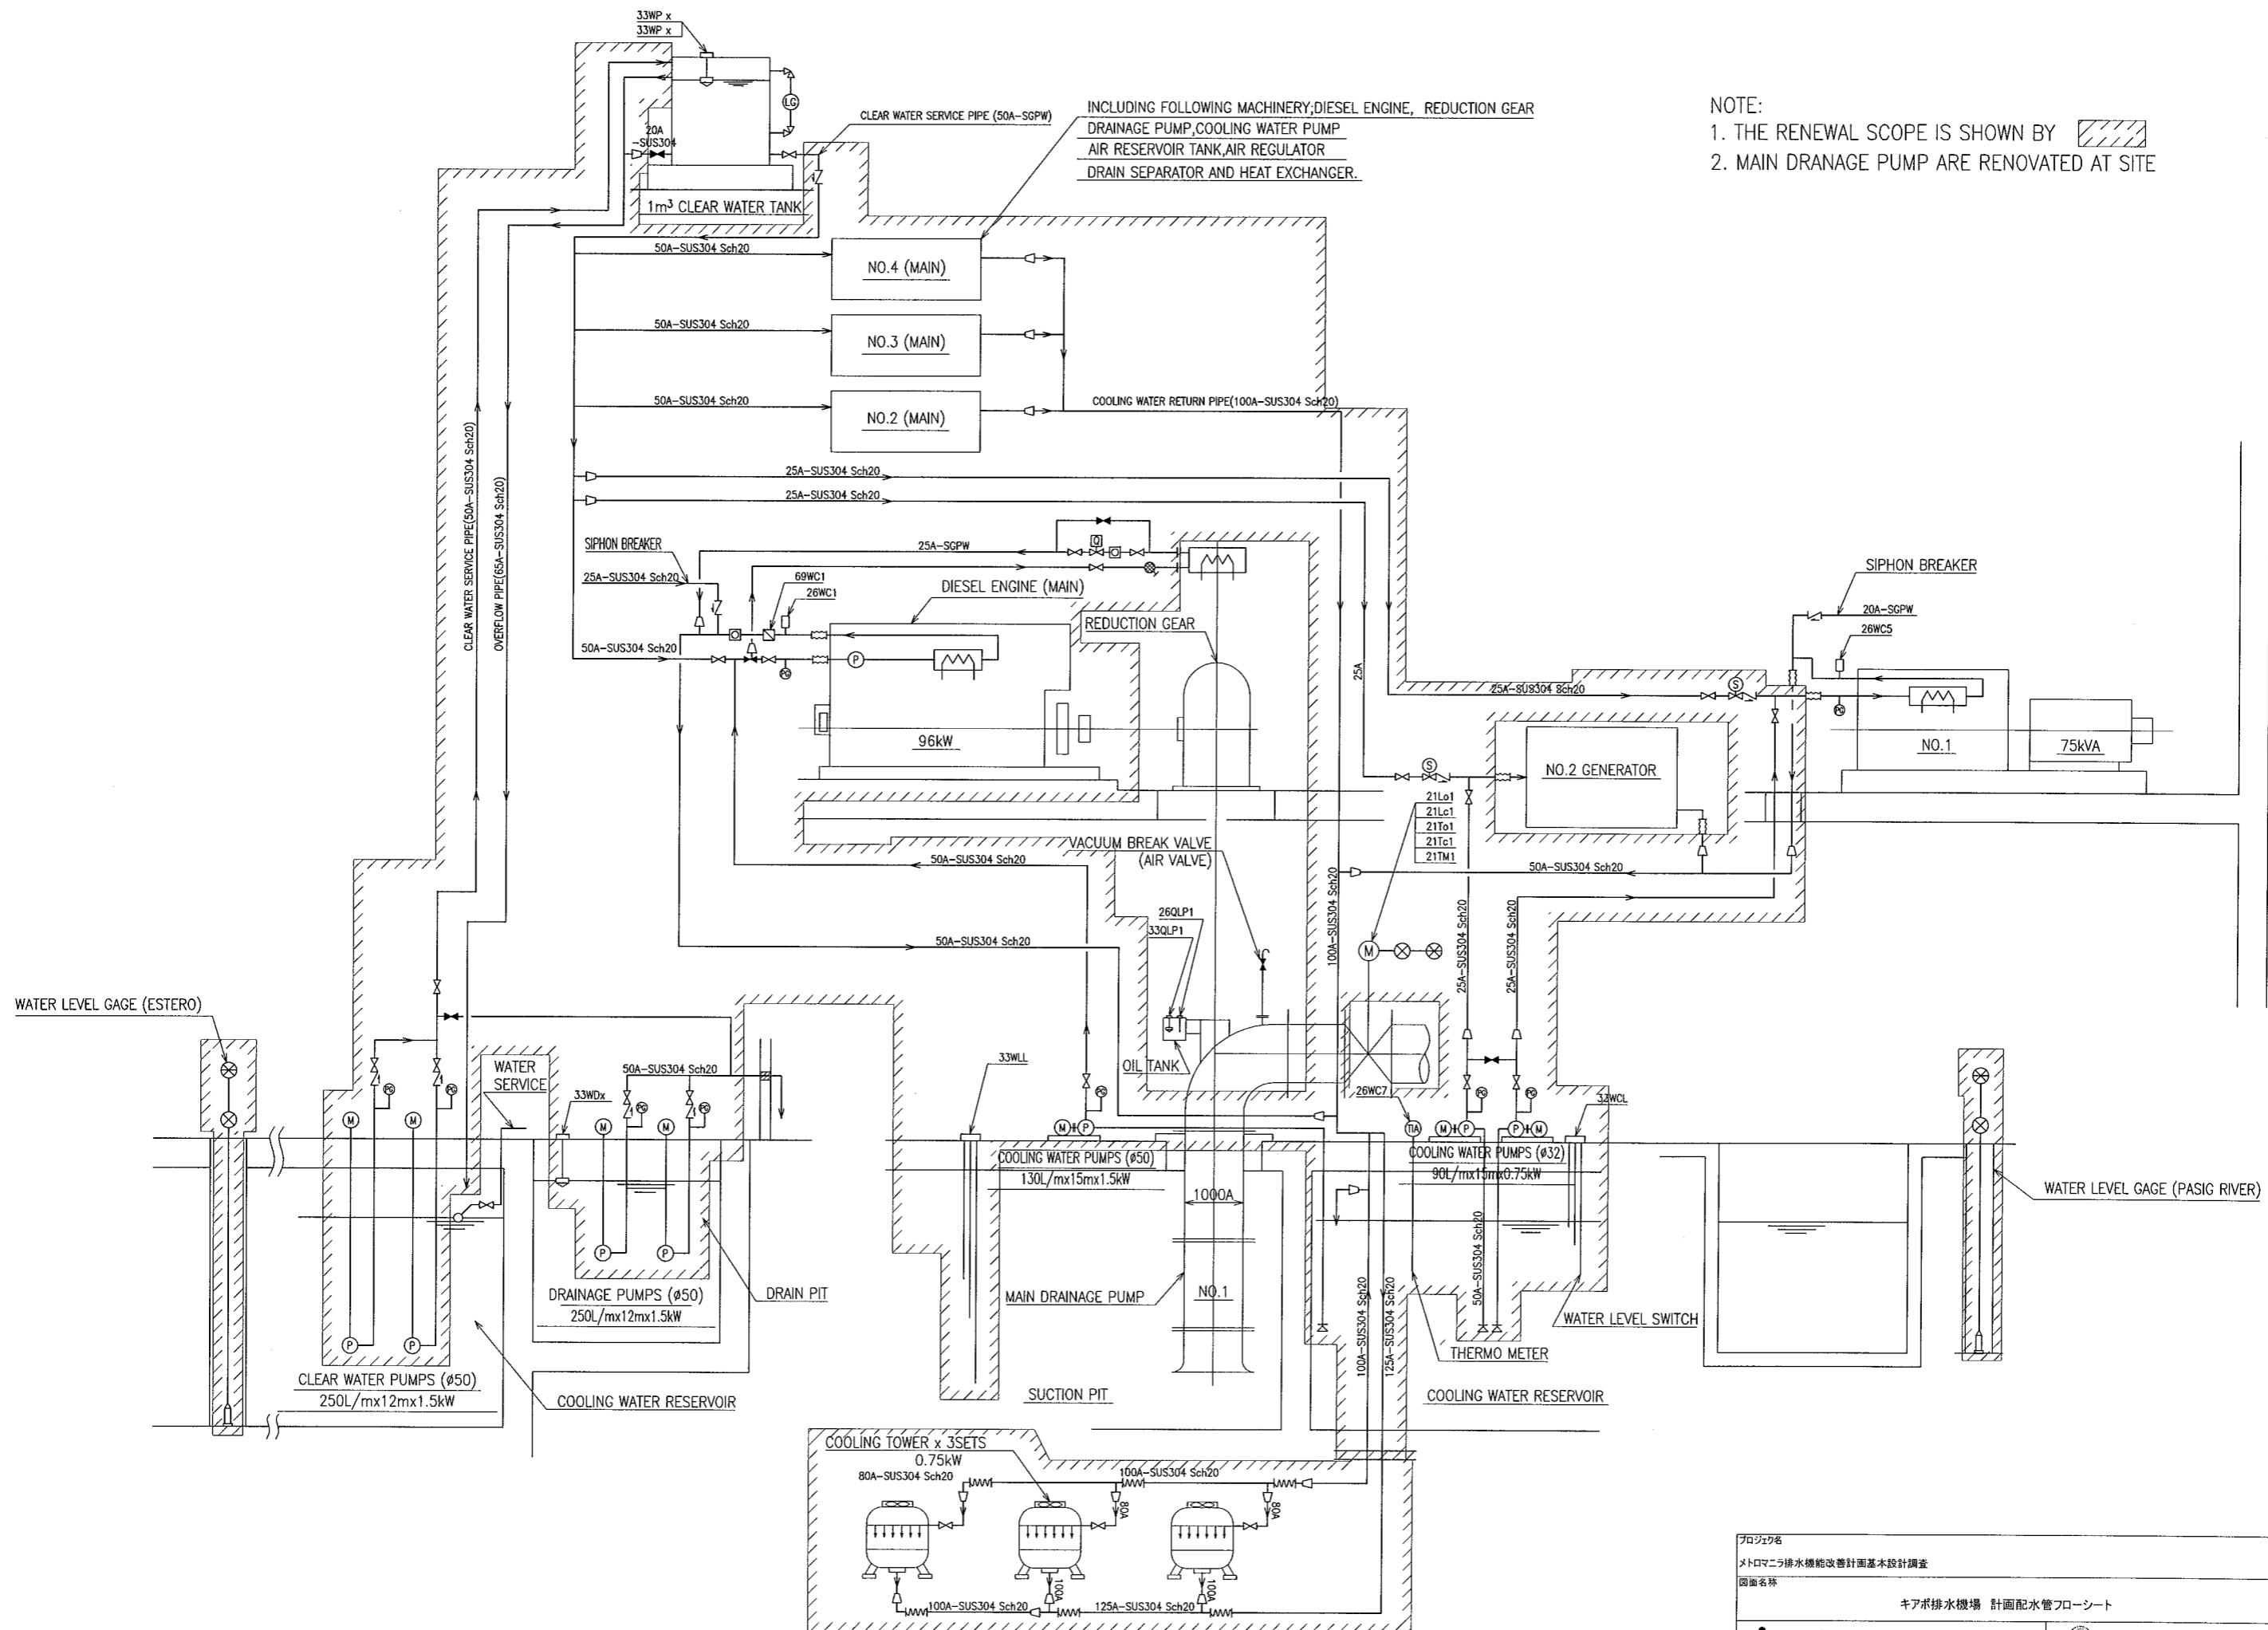 33WP x
33WP x
LG
20A
-SUS304
CLEAR WATER SERVICE PIPE (50A-SGPW)
1m³ CLEAR WATER TANK
INCLUDING FOLLOWING MACHINERY;DIESEL ENGINE, REDUCTION GEAR
DRAINAGE PUMP,COOLING WATER PUMP
AIR RESERVOIR TANK,AIR REGULATOR
DRAIN SEPARATOR AND HEAT EXCHANGER.
NOTE:
1. THE RENEWAL SCOPE IS SHOWN BY
2. MAIN DRANAGE PUMP ARE RENOVATED AT SITE
50A-SUS304 Sch20
NO.4 (MAIN)
50A-SUS304 Sch20
NO.3 (MAIN)
50A-SUS304 Sch20
NO.2 (MAIN)
COOLING WATER RETURN PIPE(100A-SUS304 Sch20)
CLEAR WATER SERVICE PIPE(50A-SUS304 Sch20)
OVERFLOW PIPE(65A-SUS304 Sch20)
25A-SUS304 Sch20
25A-SUS304 Sch20
SIPHON BREAKER
25A-SGPW
Q
25A-SUS304 Sch20
69WC1
26WC1
DIESEL ENGINE (MAIN)
REDUCTION GEAR
50A-SUS304 Sch20
P
PG
96kW
25A
SIPHON BREAKER
20A-SGPW
26WC5
25A-SUS304 Sch20
S
PG
NO.1
75kVA
S
NO.2 GENERATOR
21Lo1
21Lc1
21To1
21Tc1
21TM1
VACUUM BREAK VALVE
(AIR VALVE)
50A-SUS304 Sch20
50A-SUS304 Sch20
100A-SUS304 Sch20
25A-SUS304 Sch20
25A-SUS304 Sch20
26QLP1
33QLP1
50A-SUS304 Sch20
M
WATER LEVEL GAGE (ESTERO)
OIL TANK
WATER
SERVICE
50A-SUS304 Sch20
33WLL
33WDx
26WC7
33WCL
PG
PG
PG
PG
PG
PG
PG
M
M
M
M
M
P
TIA
M
P
P
M
COOLING WATER PUMPS (ø50)
130L/mx15mx1.5kW
COOLING WATER PUMPS (ø32)
90L/mx15mx0.75kW
1000A
WATER LEVEL GAGE (PASIG RIVER)
P
P
50A-SUS304 Sch20
DRAINAGE PUMPS (ø50)
250L/mx12mx1.5kW
DRAIN PIT
MAIN DRAINAGE PUMP
NO.1
WATER LEVEL SWITCH
P
P
100A-SUS304 Sch20
125A-SUS304 Sch20
THERMO METER
CLEAR WATER PUMPS (ø50)
250L/mx12mx1.5kW
COOLING WATER RESERVOIR
SUCTION PIT
COOLING WATER RESERVOIR
COOLING TOWER x 3SETS
0.75kW
80A-SUS304 Sch20
100A-SUS304 Sch20
80A
80A
100A
100A
100A-SUS304 Sch20
125A-SUS304 Sch20
プロジェクト名
メトロマニラ排水機能改善計画基本設計調査
図面名称
キアポ排水機場 計画配水管フローシート